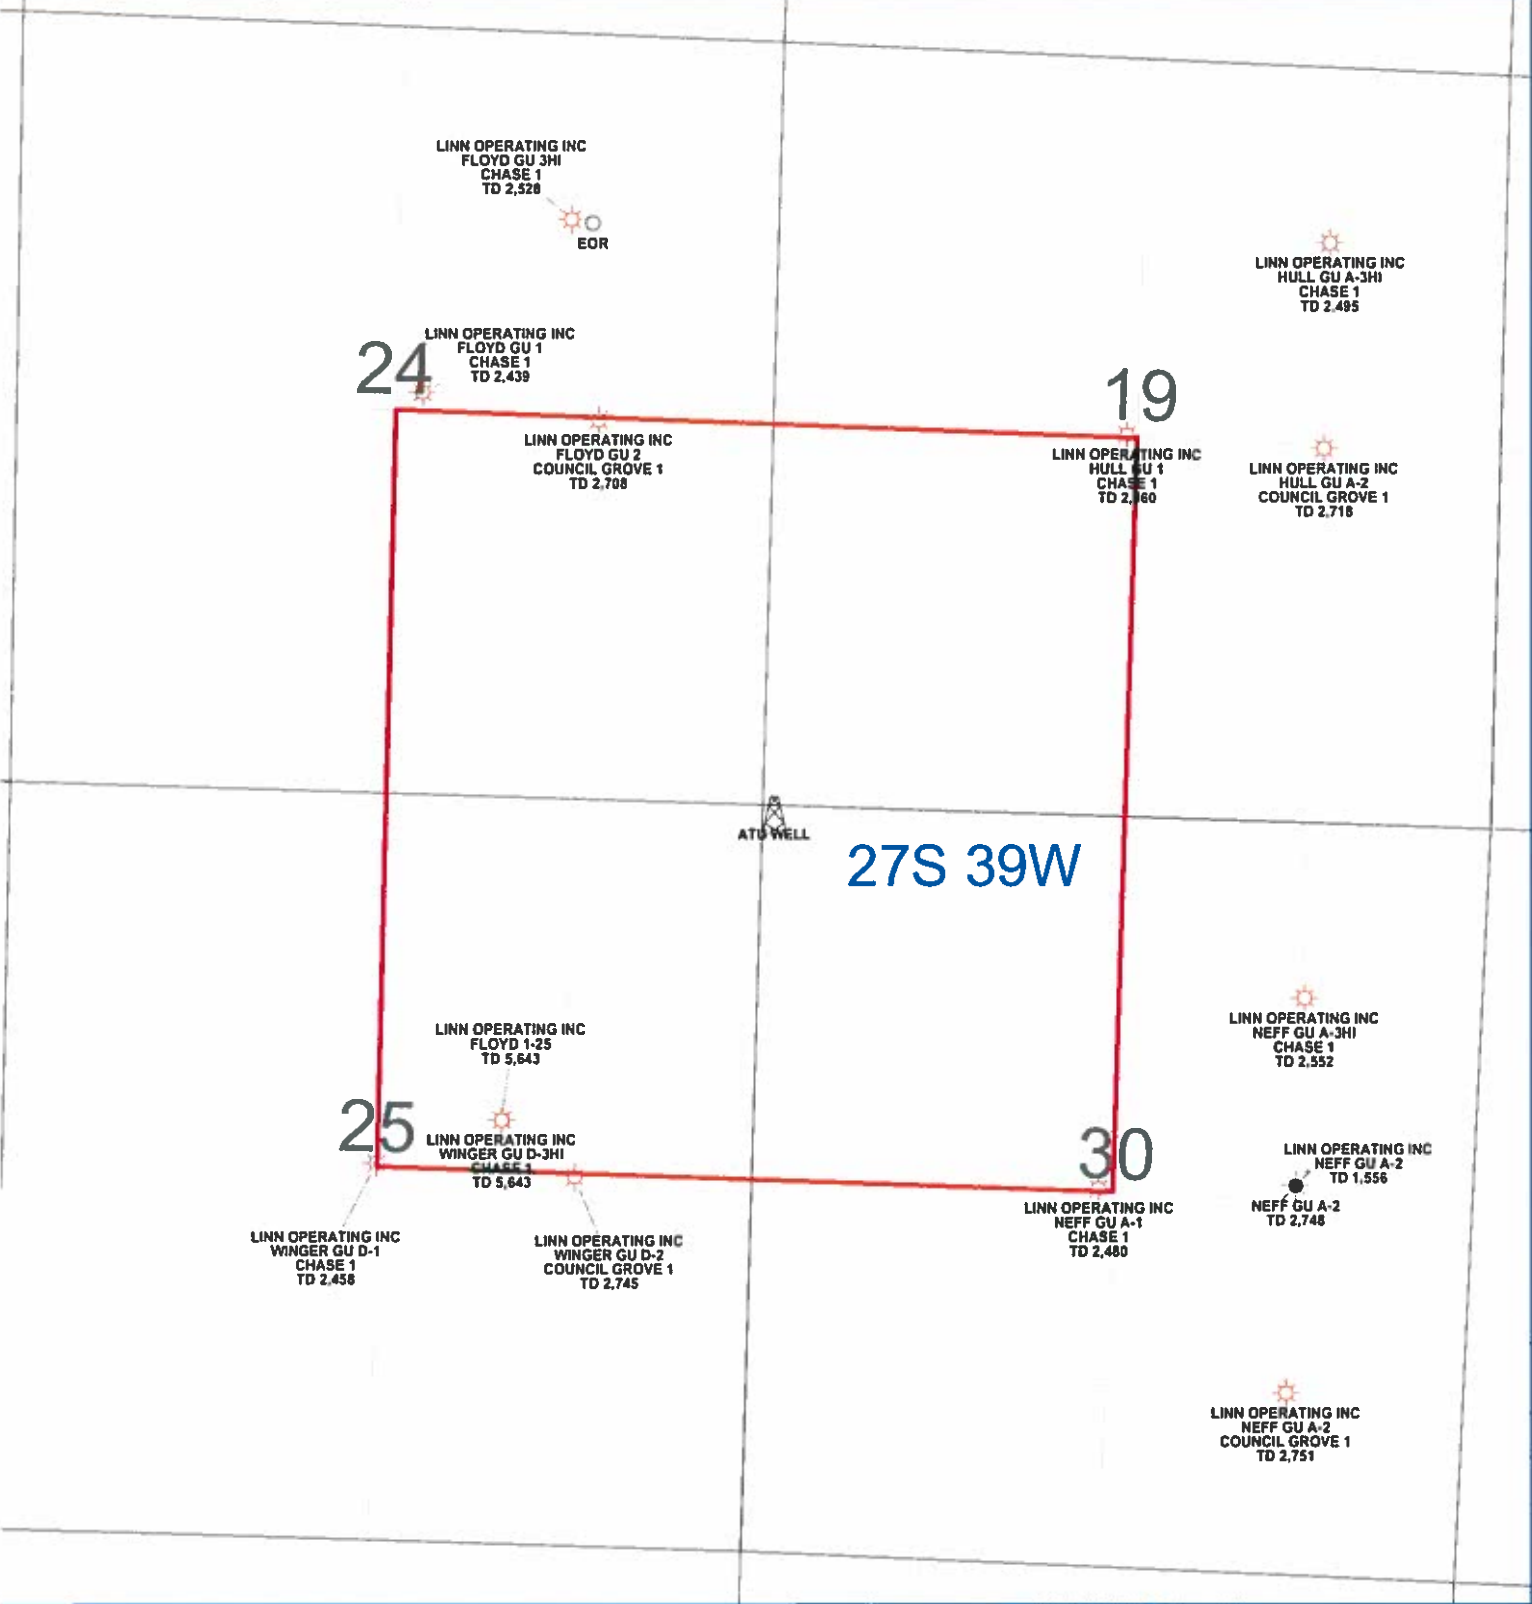 LINN OPERATING INC
FLOYD GU 3HI
CHASE 1
TD 2,528
EOR
LINN OPERATING INC
HULL GU A-3HI
CHASE 1
TD 2,495
LINN OPERATING INC
FLOYD GU 1
CHASE 1
TD 2,439
24
19
LINN OPERATING INC
FLOYD GU 2
COUNCIL GROVE 1
TD 2,708
LINN OPERATING INC
HULL GU 1
CHASE 1
TD
LINN OPERATING INC
HULL GU A-2
COUNCIL GROVE 1
TD 2,718
ATU WELL
27S 39W
LINN OPERATING INC
FLOYD 1-25
TD 5,643
LINN OPERATING INC
NEFF GU A-3HI
CHASE 1
TD 2,552
25
LINN OPERATING INC
WINGER GU D-3HI
CHASE 1
TD 5,643
30
LINN OPERATING INC
NEFF GU A-2
TD 1,556
NEFF GU A-2
TD 2,748
LINN OPERATING INC
WINGER GU D-1
CHASE 1
TD 2,458
LINN OPERATING INC
WINGER GU D-2
COUNCIL GROVE 1
TD 2,745
LINN OPERATING INC
NEFF GU A-1
CHASE 1
TD 2,480
LINN OPERATING INC
NEFF GU A-2
COUNCIL GROVE 1
TD 2,751